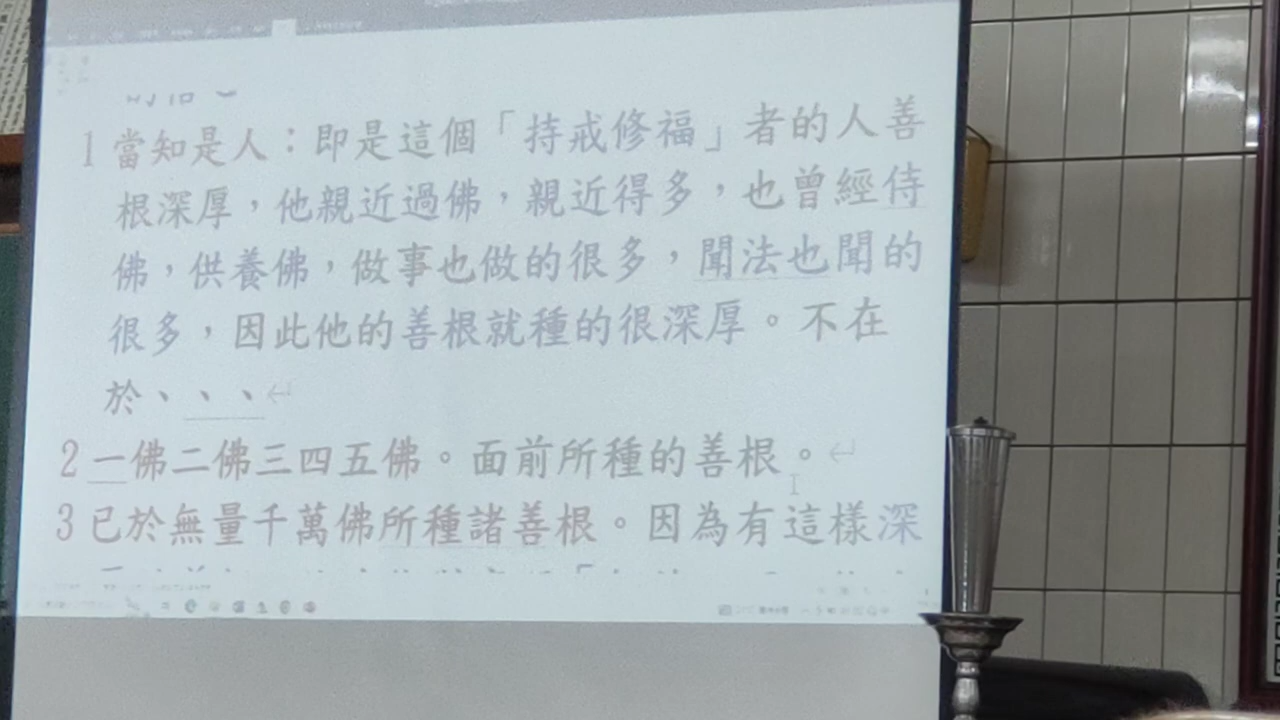 1當知是人：即是這個「持戒修福」者的人善
根深厚，他親近過佛，親近得多，也曾經侍
佛，供養佛，做事也做的很多，聞法也聞的
很多，因此他的善根就種的很深厚。不在
於、、、、
2一佛二佛三四五佛。面前所種的善根。
3已於無量千萬佛所種諸善根。因為有這樣深